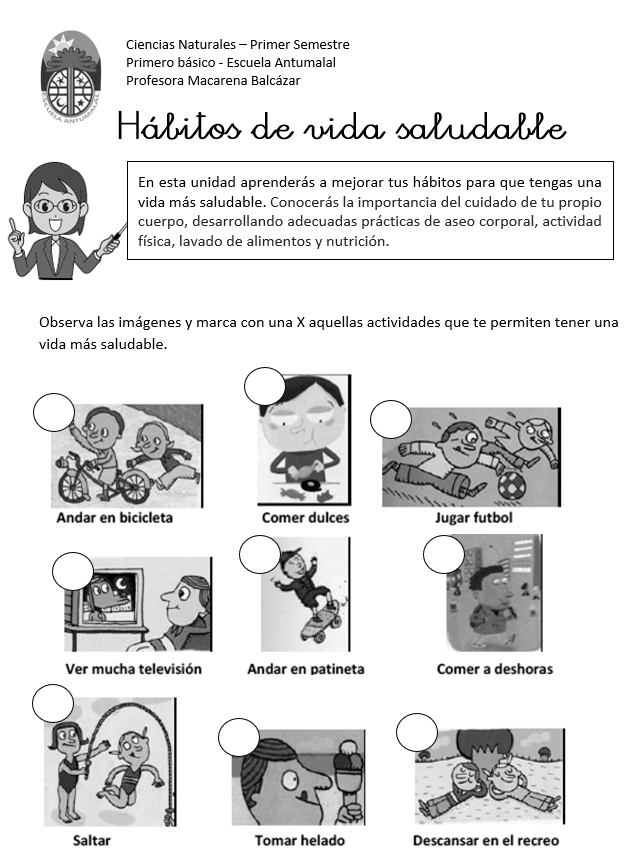 Ciencias Naturales – Primer Semestre
Primero básico - Escuela Antumalal
Profesora Macarena Balcázar
ESCUELA ANTUMALAL
Hábitos de vida saludable
En esta unidad aprenderás a mejorar tus hábitos para que tengas una
vida más saludable. Conocerás la importancia del cuidado de tu propio
cuerpo, desarrollando adecuadas prácticas de aseo corporal, actividad
física, lavado de alimentos y nutrición.
Observa las imágenes y marca con una X aquellas actividades que te permiten tener una
vida más saludable.
Andar en bicicleta
Comer dulces
Jugar futbol
Ver mucha televisión
Andar en patineta
Comer a deshoras
Saltar
Tomar helado
Descansar en el recreo